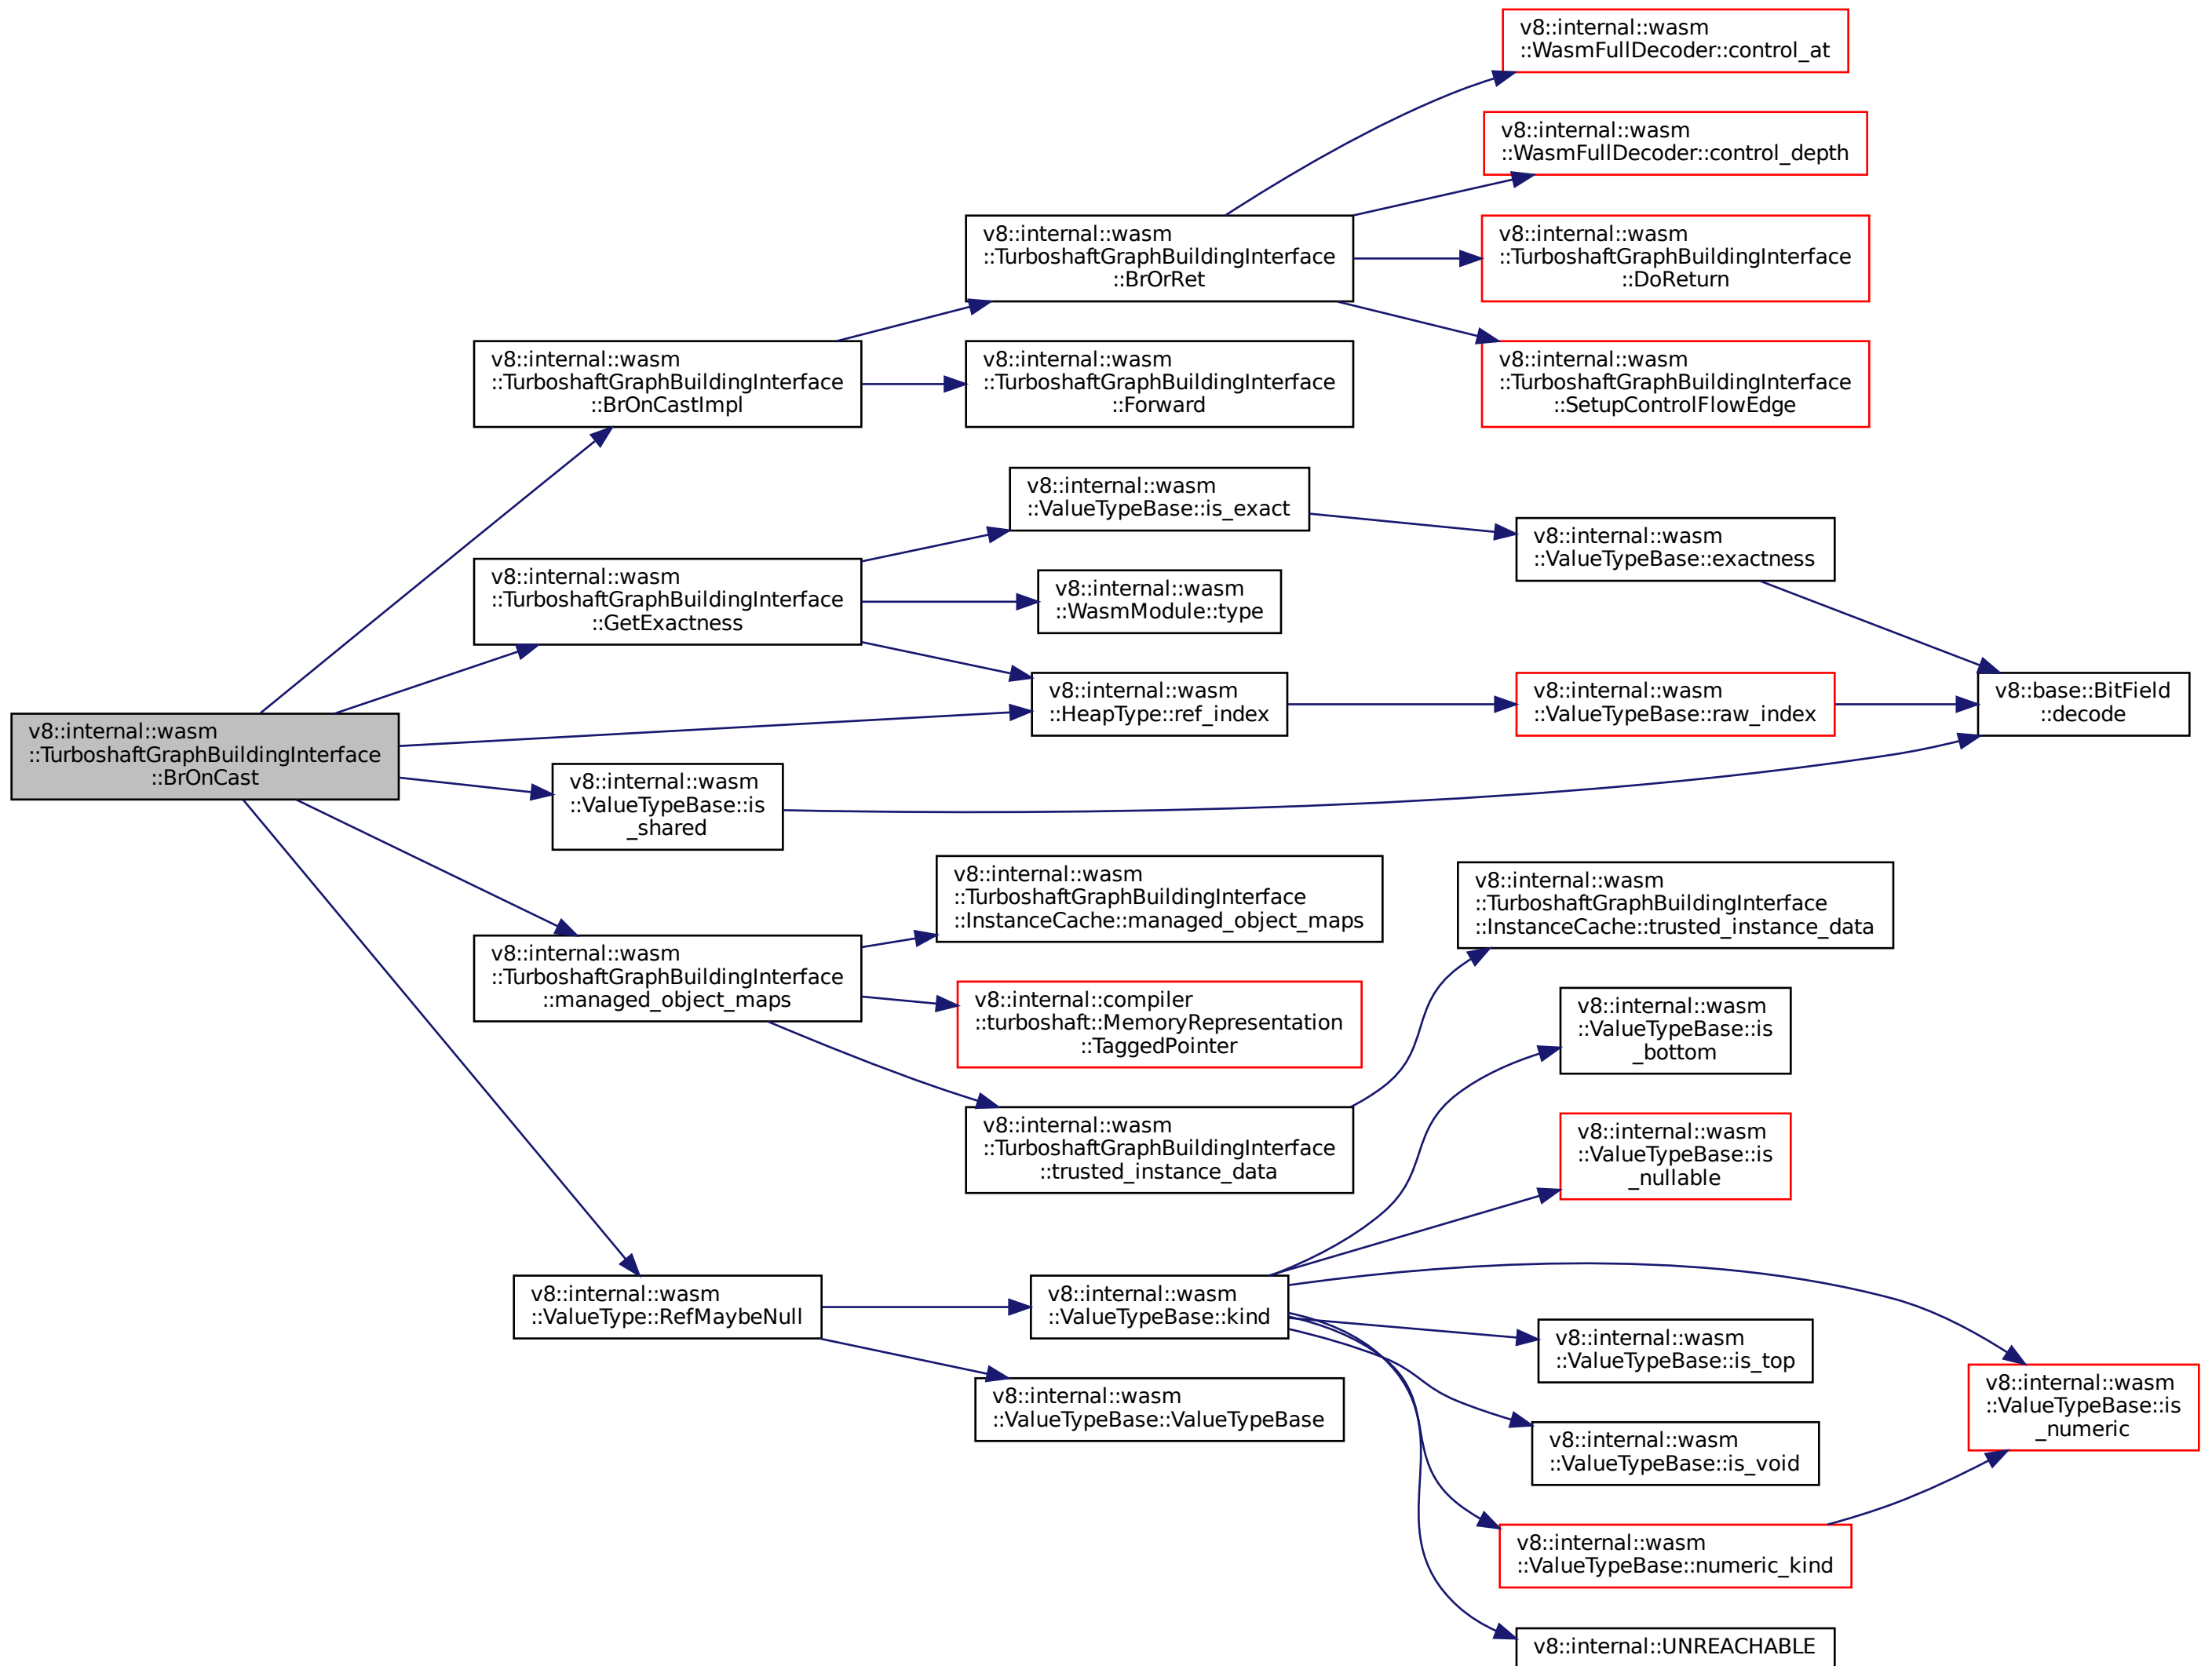 v8::internal::wasm
::WasmFullDecoder::control_at
v8::internal::wasm
::WasmFullDecoder::control_depth
v8::internal::wasm
::TurboshaftGraphBuildingInterface
::BrOrRet
v8::internal::wasm
::TurboshaftGraphBuildingInterface
::DoReturn
v8::internal::wasm
::TurboshaftGraphBuildingInterface
::BrOnCastImpl
v8::internal::wasm
::TurboshaftGraphBuildingInterface
::Forward
v8::internal::wasm
::TurboshaftGraphBuildingInterface
::SetupControlFlowEdge
v8::internal::wasm
::ValueTypeBase::is_exact
v8::internal::wasm
::ValueTypeBase::exactness
v8::internal::wasm
::TurboshaftGraphBuildingInterface
::GetExactness
v8::internal::wasm
::WasmModule::type
v8::internal::wasm
::HeapType::ref_index
v8::internal::wasm
::ValueTypeBase::raw_index
v8::base::BitField
::decode
v8::internal::wasm
::TurboshaftGraphBuildingInterface
::BrOnCast
v8::internal::wasm
::ValueTypeBase::is
_shared
v8::internal::wasm
::TurboshaftGraphBuildingInterface
::InstanceCache::managed_object_maps
v8::internal::wasm
::TurboshaftGraphBuildingInterface
::InstanceCache::trusted_instance_data
v8::internal::wasm
::TurboshaftGraphBuildingInterface
::managed_object_maps
v8::internal::compiler
::turboshaft::MemoryRepresentation
::TaggedPointer
v8::internal::wasm
::ValueTypeBase::is
_bottom
v8::internal::wasm
::TurboshaftGraphBuildingInterface
::trusted_instance_data
v8::internal::wasm
::ValueTypeBase::is
_nullable
v8::internal::wasm
::ValueType::RefMaybeNull
v8::internal::wasm
::ValueTypeBase::kind
v8::internal::wasm
::ValueTypeBase::is_top
v8::internal::wasm
::ValueTypeBase::is
_numeric
v8::internal::wasm
::ValueTypeBase::ValueTypeBase
v8::internal::wasm
::ValueTypeBase::is_void
v8::internal::wasm
::ValueTypeBase::numeric_kind
v8::internal::UNREACHABLE